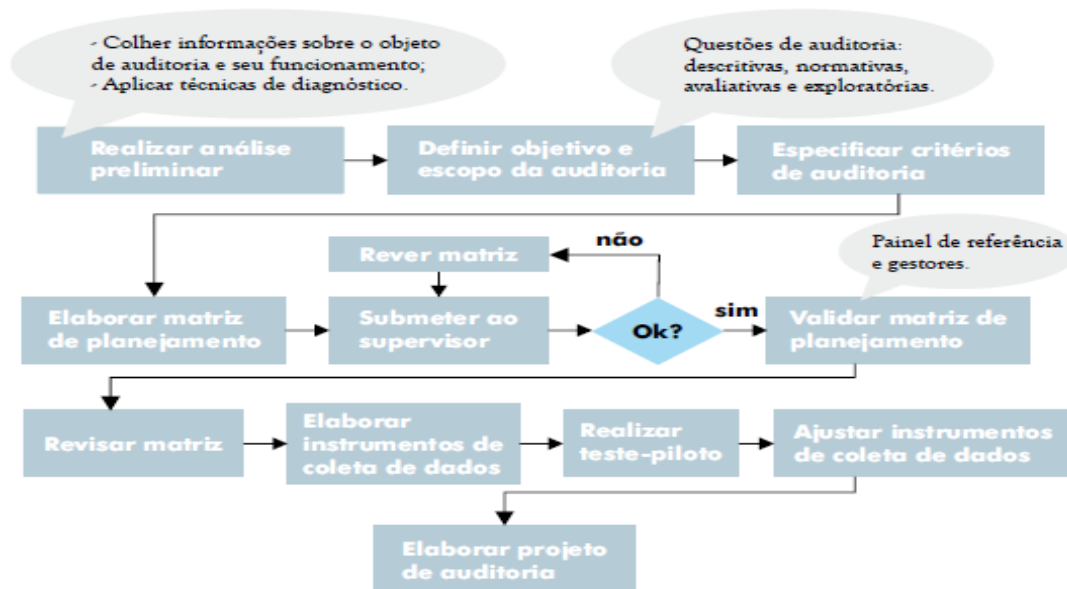 - Colher informações sobre o objeto
de auditoria e seu funcionamento;
- Aplicar técnicas de diagnóstico.
Questões de auditoria:
descritivas, normativas,
avaliativas e exploratórias.
Realizar análise
preliminar
Definir objetivo e
escopo da auditoria
Especificar critérios
de auditoria
Painel de referência
e gestores.
não
Rever matriz
Elaborar matriz
de planejamento
Submeter ao
supervisor
Ok?
sim
Validar matriz de
planejamento
Revisar matriz
Elaborar
instrumentos de
coleta de dados
Realizar
teste-piloto
Ajustar instrumentos
de coleta de dados
Elaborar projeto
de auditoria